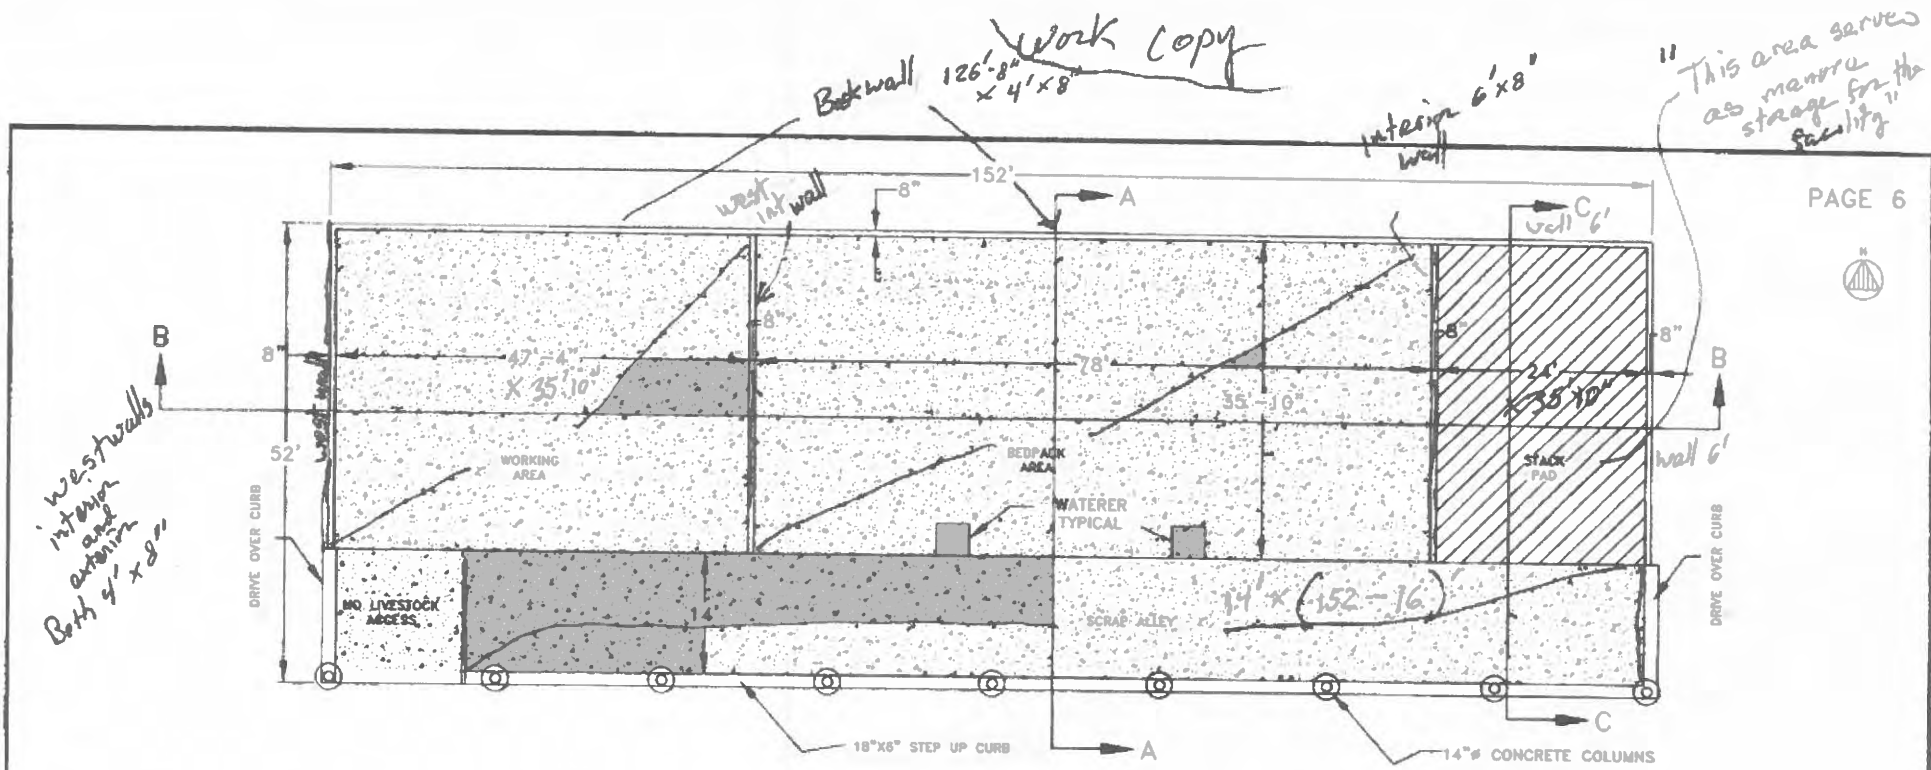 Work Copy
Backwall 126'-8"
x 4' x 8"
Interior 6' x 8"
wall
"This area serves
as manure
storage for the
facility"
PAGE 6
152'
8"
A
west
int wall
C
wall 6'
N
B
8"
west wall
47'-4"
x 35' 10"
8"
78'
35'-10"
8"
24'
x 35' 10"
8"
B
52'
west walls
interior
and
exterior
Both 4' x 8"
WORKING
AREA
BEDPACK
AREA
STACK
PAD
wall 6'
WATERER
TYPICAL
DRIVE OVER CURB
DRIVE OVER CURB
NO LIVESTOCK
ACCESS
14'
SCRAP ALLEY
14' x (152-16)
18"X6" STEP UP CURB
A
C
14"ø CONCRETE COLUMNS